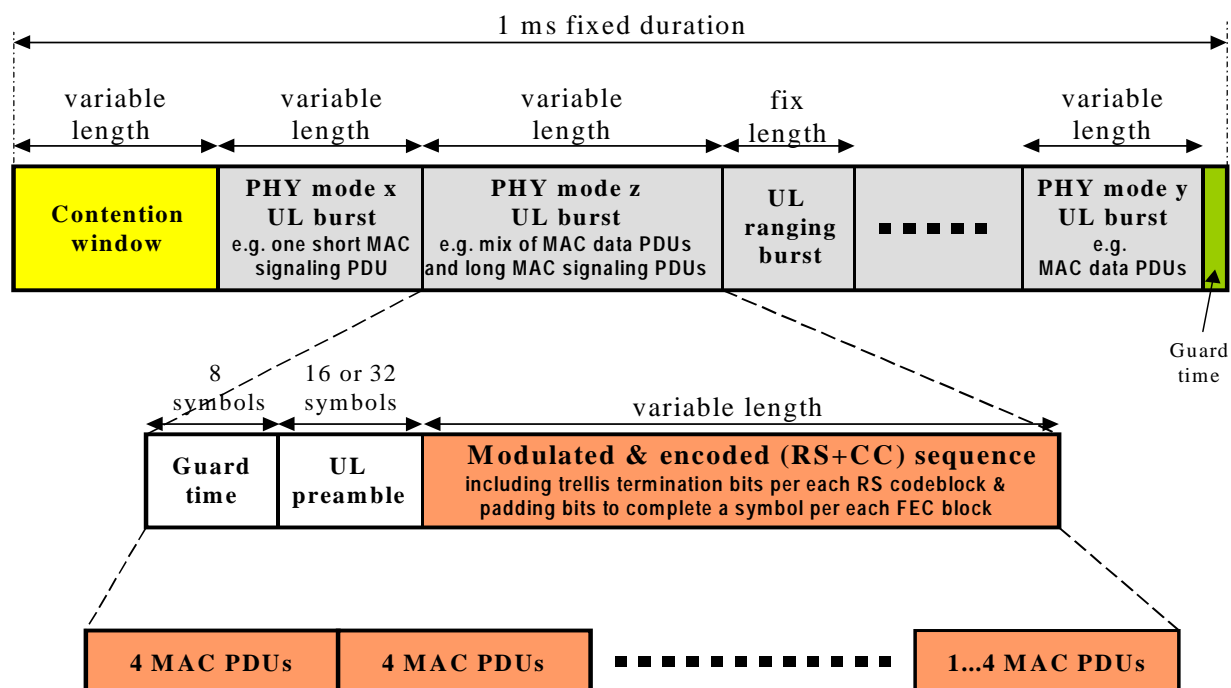 1 ms fixed duration
variable
length
variable
length
variable
length
fix
length
variable
length
Contention
window
PHY mode x
UL burst
e.g. one short MAC
signaling PDU
PHY mode z
UL burst
e.g. mix of MAC data PDUs
and long MAC signaling PDUs
UL
ranging
burst
PHY mode y
UL burst
e.g.
MAC data PDUs
Guard
time
8
symbols
16 or 32
symbols
variable length
Guard
time
UL
preamble
Modulated & encoded (RS+CC) sequence
including trellis termination bits per each RS codeblock &
padding bits to complete a symbol per each FEC block
4 MAC PDUs
4 MAC PDUs
1...4 MAC PDUs